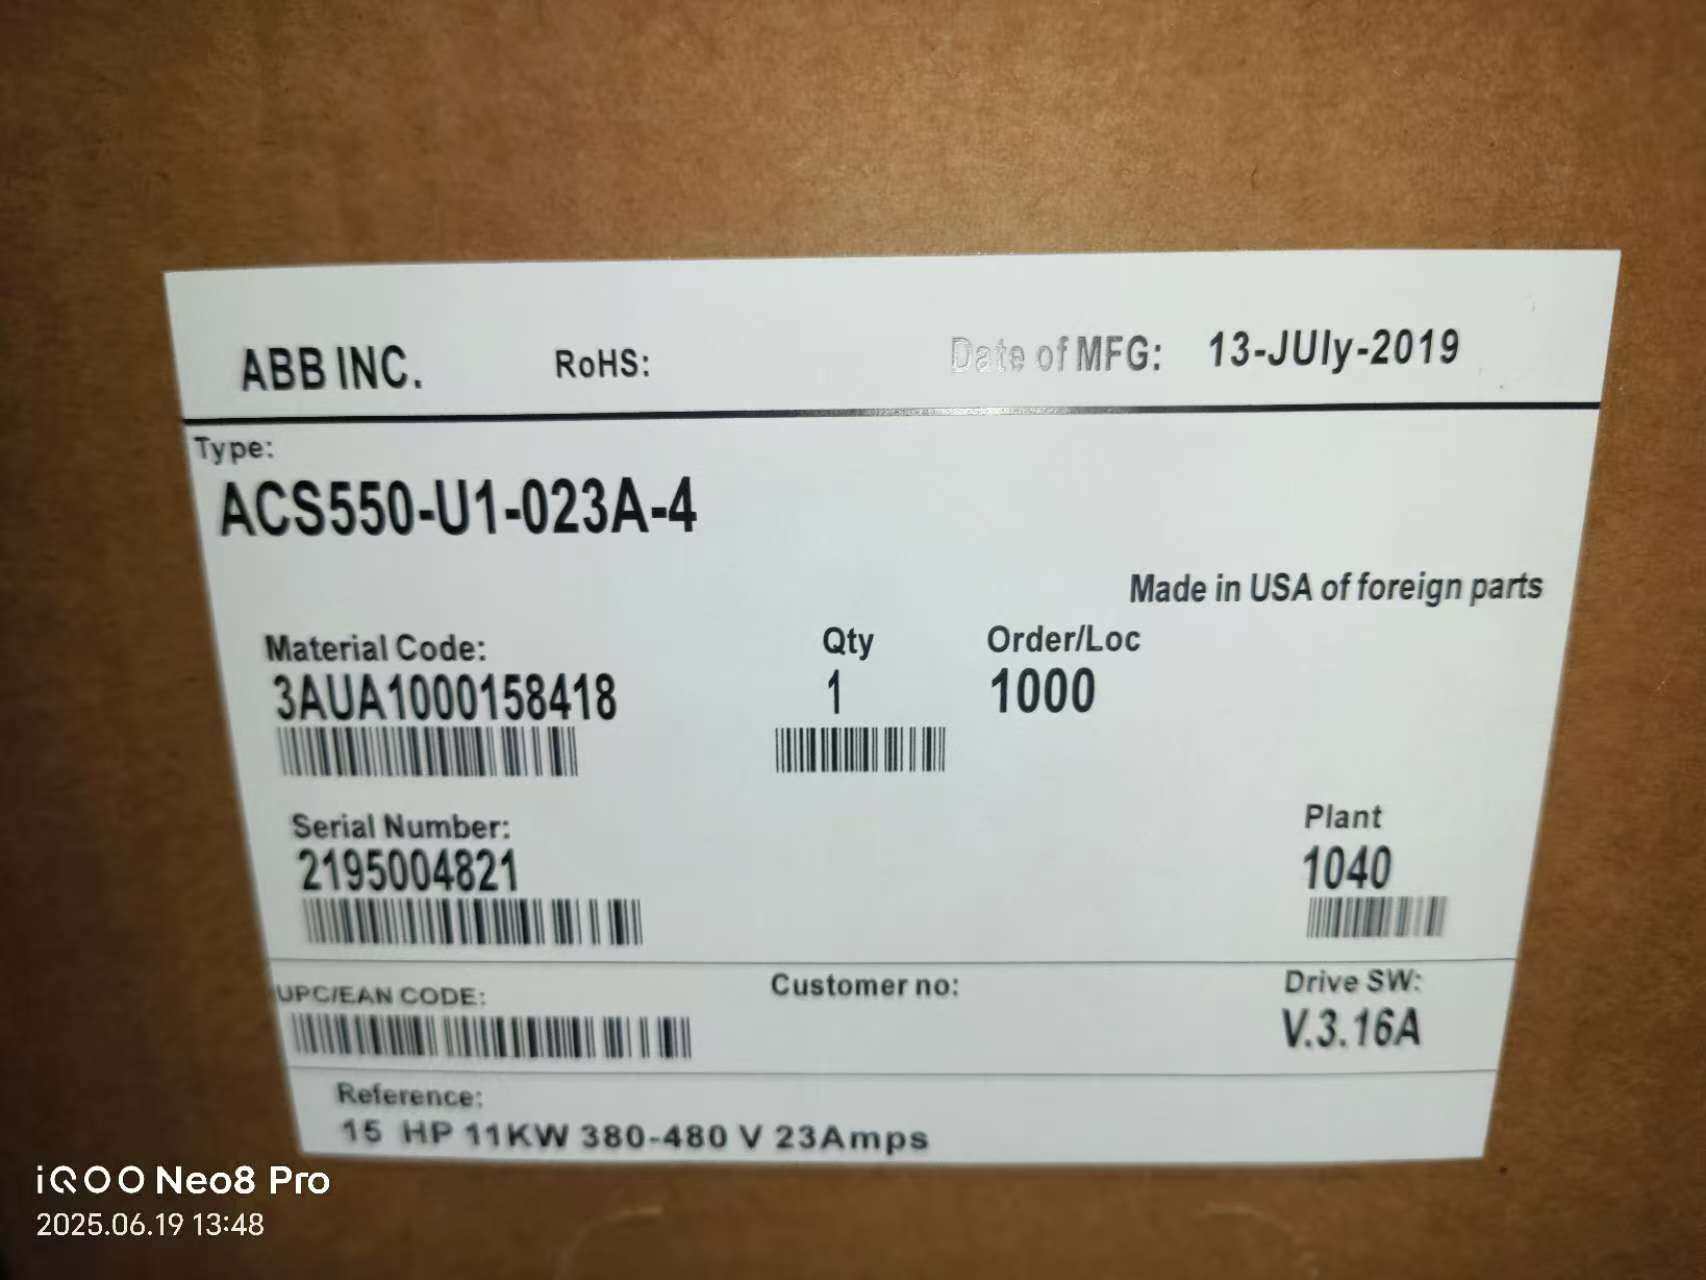 ABB INC. RoHS: Date of MFG: 13-JUly-2019
Type:
ACS550-U1-023A-4
Made in USA of foreign parts
Material Code: Qty Order/Loc
3AUA1000158418 1 1000
Serial Number: Plant
2195004821 1040
UPC/EAN CODE: Customer no: Drive SW:
V.3.16A
Reference:
15 HP 11KW 380-480 V 23Amps
iQOO Neo8 Pro
2025.06.19 13:48